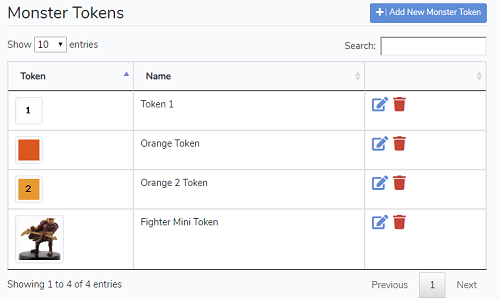 Monster Tokens
+ Add New Monster Token
Show 10 entries
Search:
Token Name
1 Token 1
Orange Token
2 Orange 2 Token
Fighter Mini Token
Showing 1 to 4 of 4 entries
Previous 1 Next